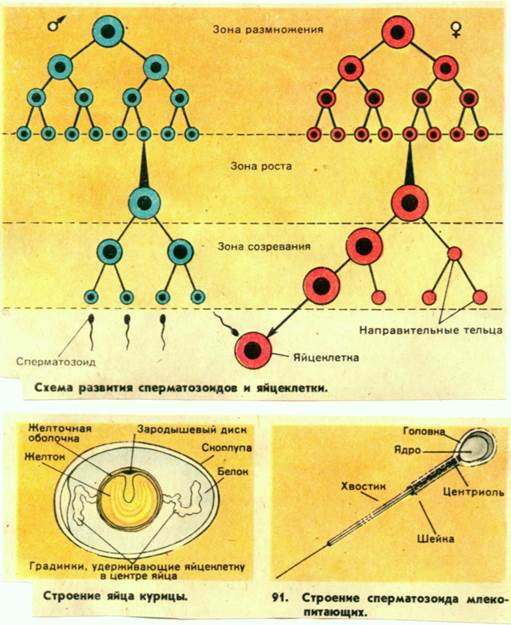 Зона размножения
Зона роста
Зона созревания
Направительные тельца
Сперматозоид
Яйцеклетка
Схема развития сперматозоидов и яйцеклетки.
Желточная
оболочка
Зародышевый диск
Скоплупа
Желток
Белок
Градинки, удерживающие яйцеклетку
в центре яйца
Строение яйца курицы.
Головка
Ядро
Хвостик
Центриоль
Шейка
91. Строение сперматозоида млеко-
питающих.